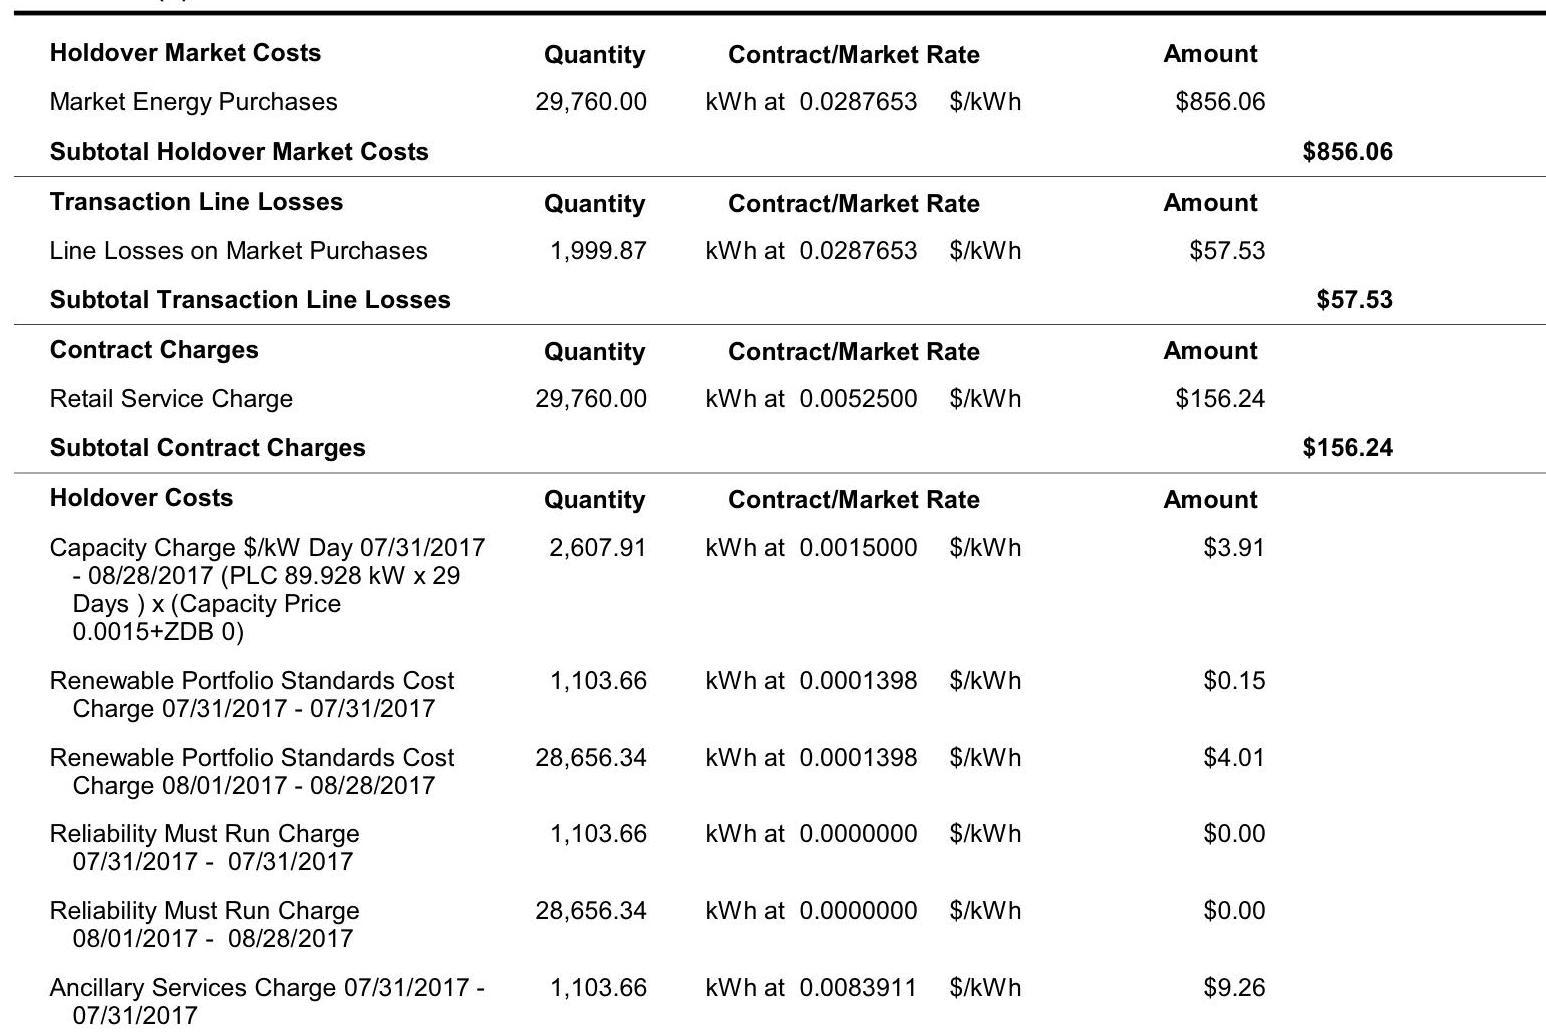 Holdover Market Costs Quantity Contract/Market Rate Amount
Market Energy Purchases 29,760.00 kWh at 0.0287653 $/kWh $856.06
Subtotal Holdover Market Costs $856.06
Transaction Line Losses Quantity Contract/Market Rate Amount
Line Losses on Market Purchases 1,999.87 kWh at 0.0287653 $/kWh $57.53
Subtotal Transaction Line Losses $57.53
Contract Charges Quantity Contract/Market Rate Amount
Retail Service Charge 29,760.00 kWh at 0.0052500 $/kWh $156.24
Subtotal Contract Charges $156.24
Holdover Costs Quantity Contract/Market Rate Amount
Capacity Charge $/kW Day 07/31/2017 2,607.91 kWh at 0.0015000 $/kWh $3.91
- 08/28/2017 (PLC 89.928 kW x 29
Days ) x (Capacity Price
0.0015+ZDB 0)
Renewable Portfolio Standards Cost 1,103.66 kWh at 0.0001398 $/kWh $0.15
Charge 07/31/2017 - 07/31/2017
Renewable Portfolio Standards Cost 28,656.34 kWh at 0.0001398 $/kWh $4.01
Charge 08/01/2017 - 08/28/2017
Reliability Must Run Charge 1,103.66 kWh at 0.0000000 $/kWh $0.00
07/31/2017 - 07/31/2017
Reliability Must Run Charge 28,656.34 kWh at 0.0000000 $/kWh $0.00
08/01/2017 - 08/28/2017
Ancillary Services Charge 07/31/2017 - 1,103.66 kWh at 0.0083911 $/kWh $9.26
07/31/2017